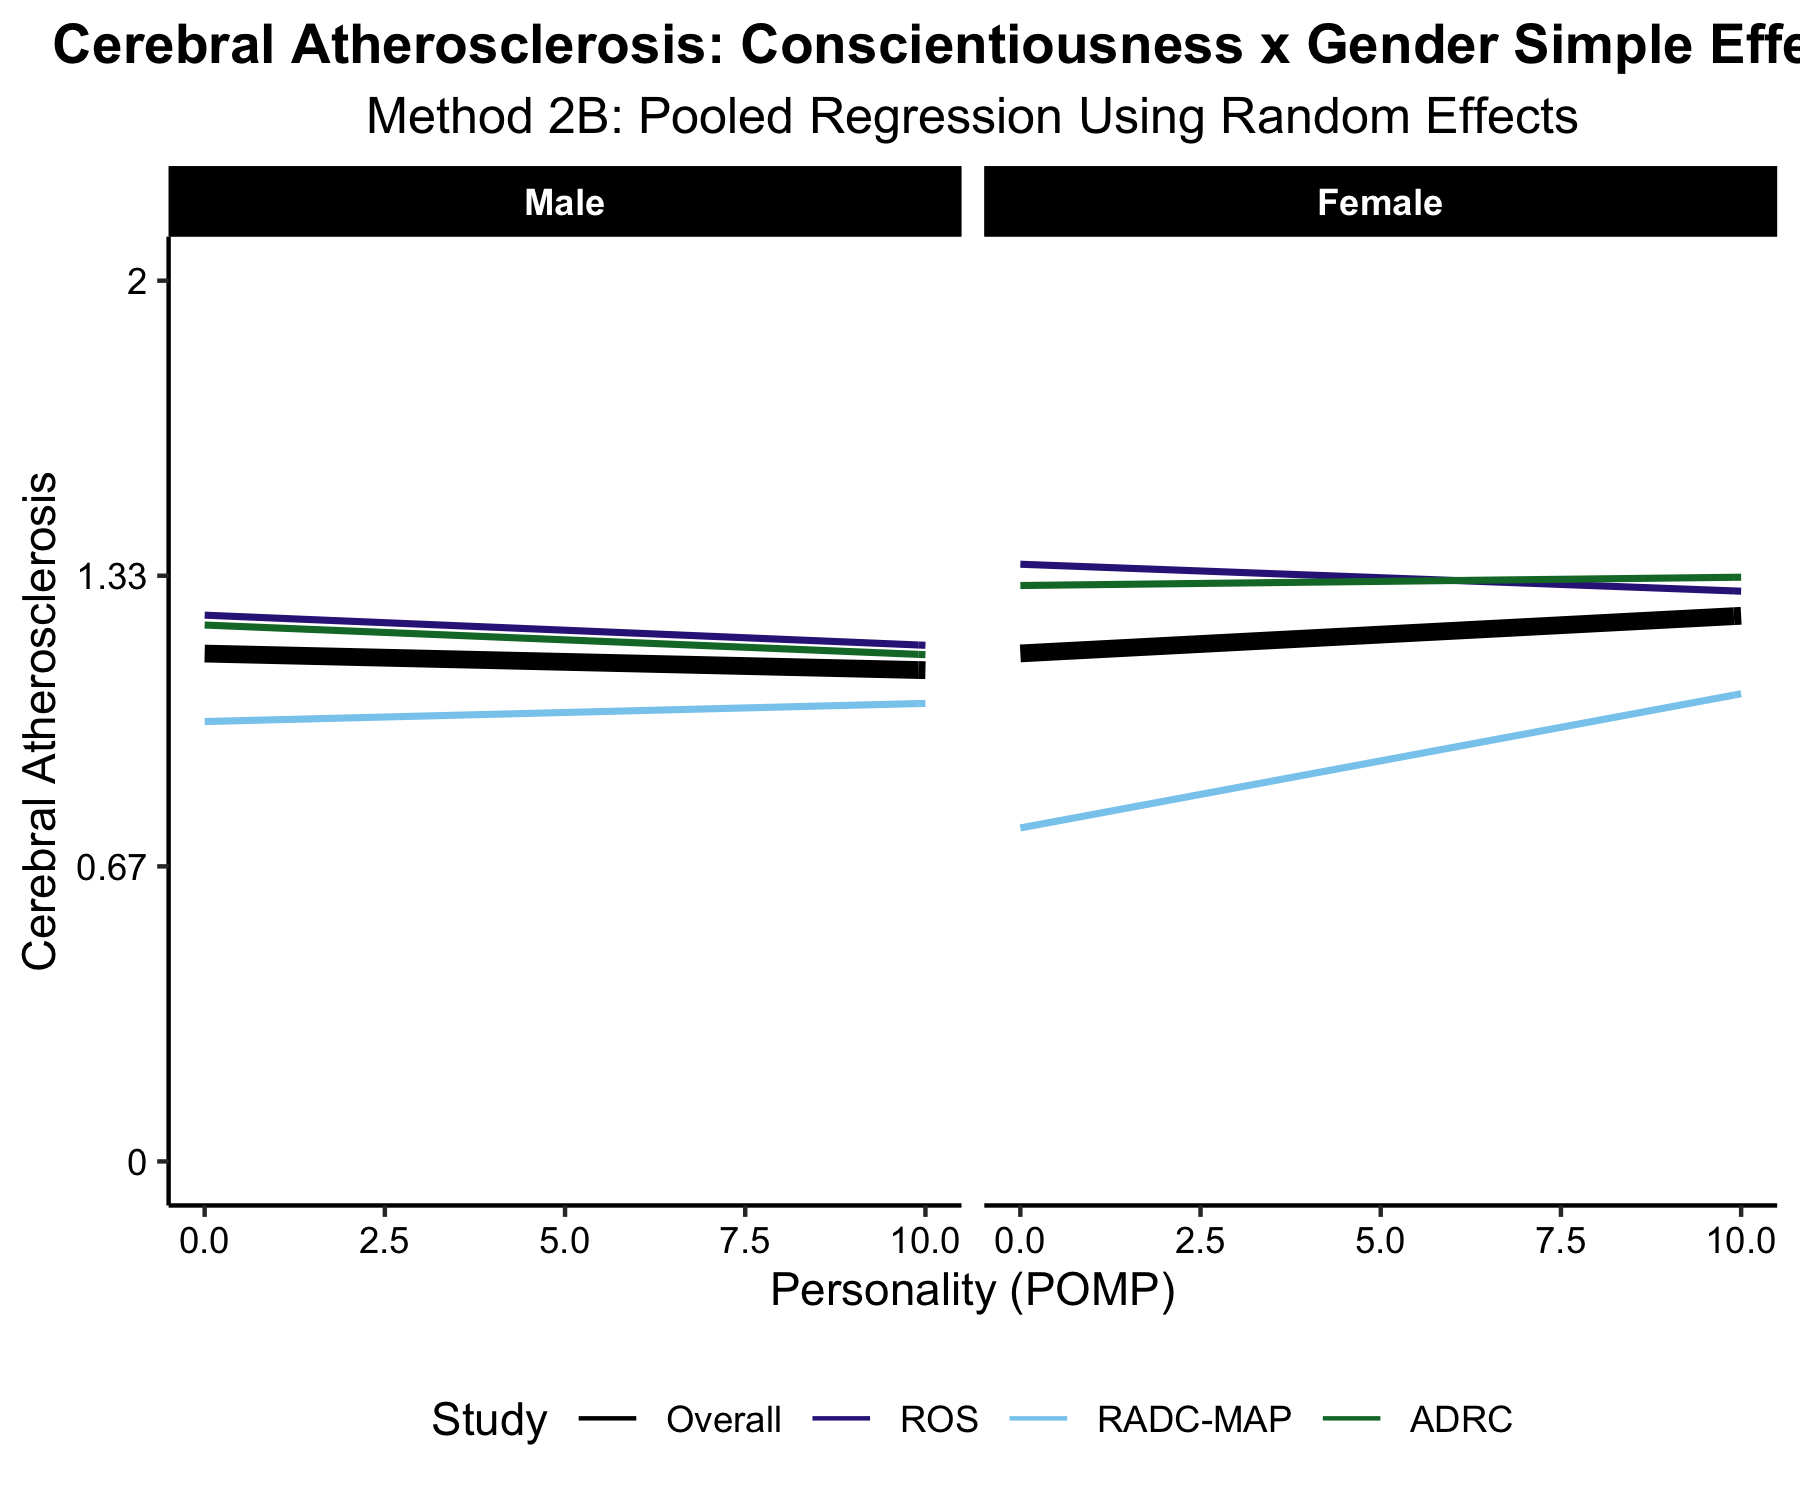 Cerebral Atherosclerosis: Conscientiousness x Gender Simple Effe
Method 2B: Pooled Regression Using Random Effects
Male Female
Cerebral Atherosclerosis
2
1.33
0.67
0
0.0 2.5 5.0 7.5 10.0 0.0 2.5 5.0 7.5 10.0
Personality (POMP)
Study Overall ROS RADC-MAP ADRC